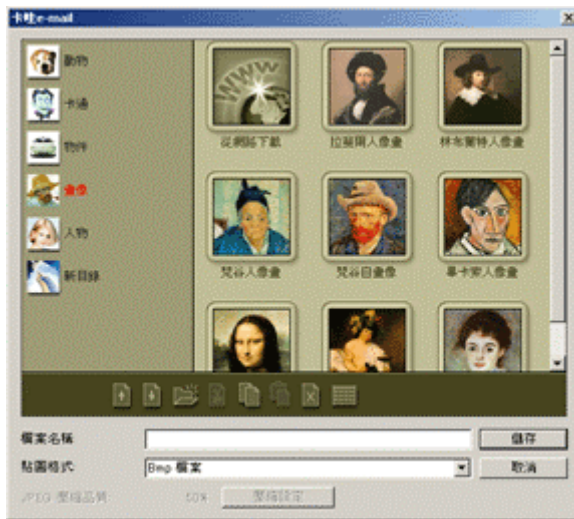 卡哇e-mail
動物
卡通
物件
畫像
人物
新目錄
WWW
從網路下載
拉斐爾人像畫
林布蘭特人像畫
梵谷人像畫
梵谷自畫像
畢卡索人像畫
檔案名稱
儲存
貼圖格式
Bmp 檔案
取消
JPEG 壓縮品質
50%
壓縮設定